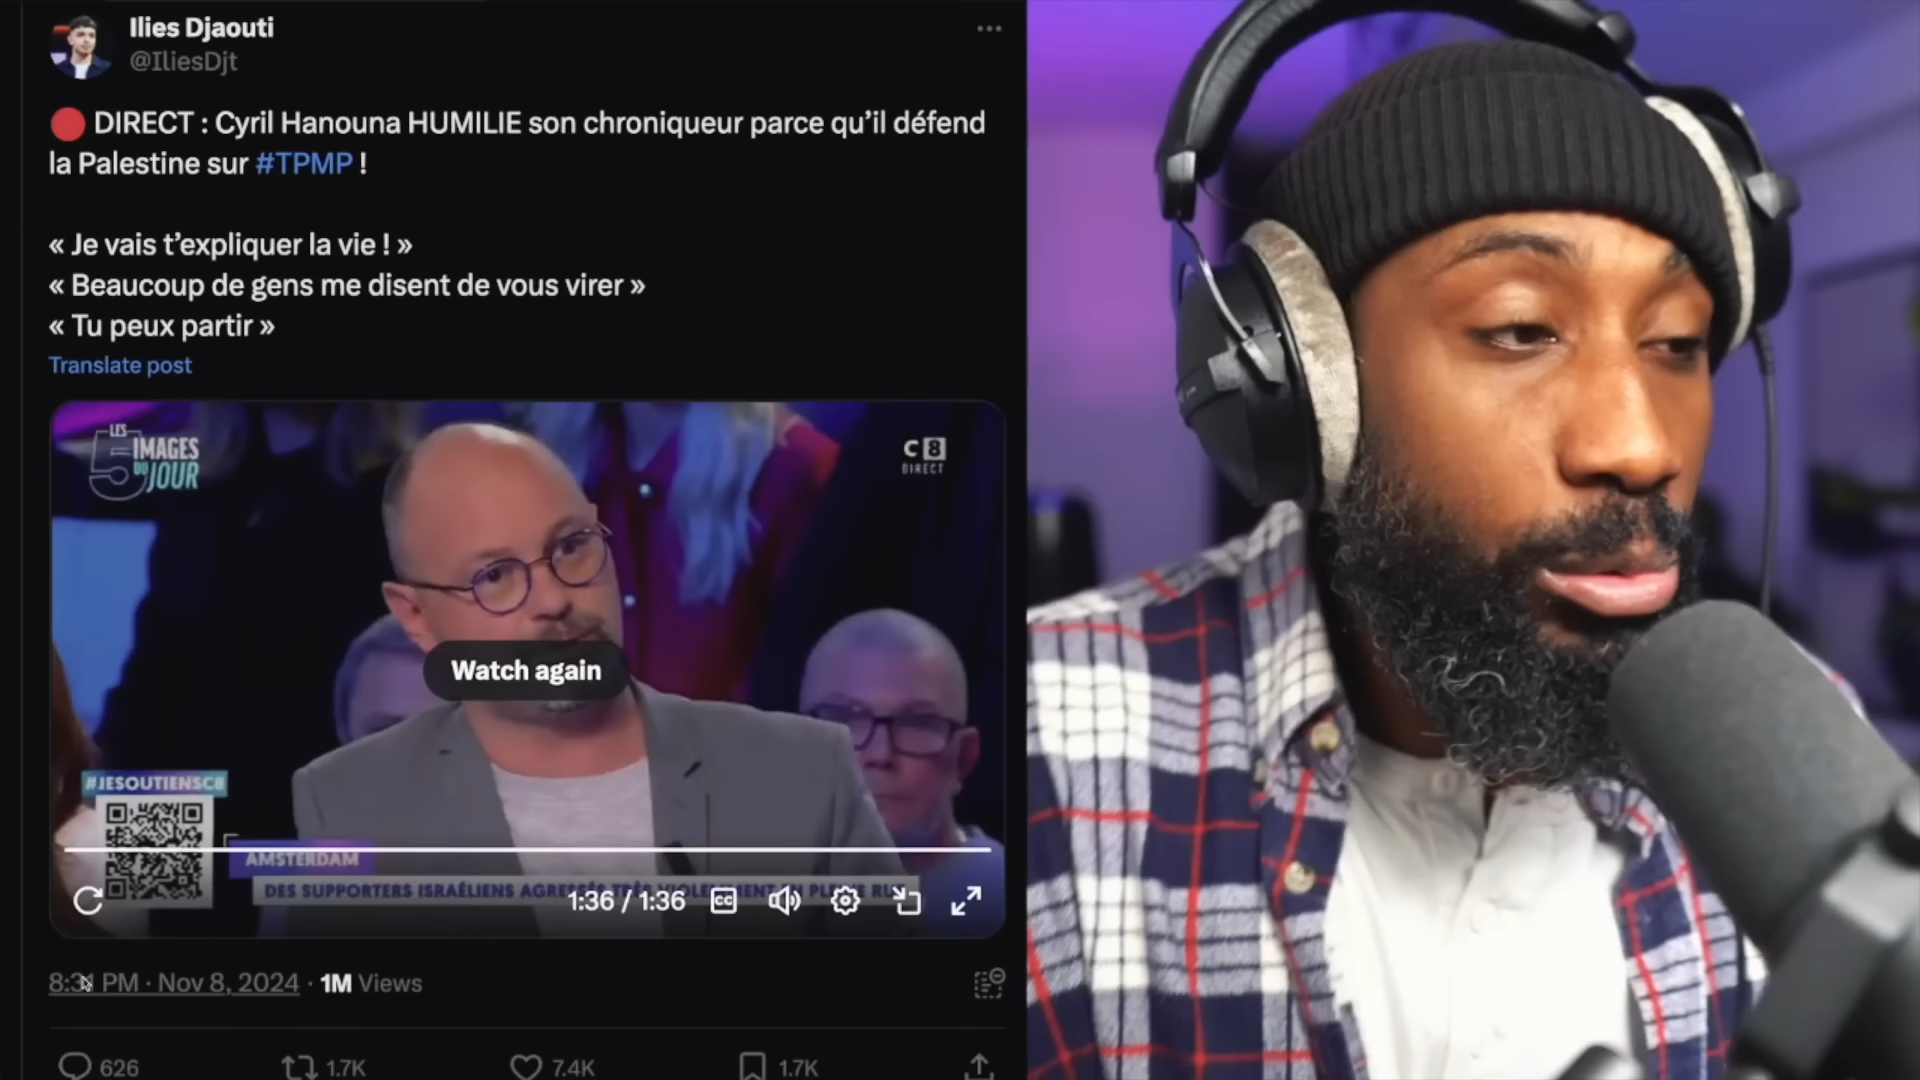 Ilies Djaouti
@IliesDjt
DIRECT : Cyril Hanouna HUMILIE son chroniqueur parce qu'il défend
la Palestine sur #TPMP !
« Je vais t'expliquer la vie ! »
« Beaucoup de gens me disent de vous virer »
« Tu peux partir »
Translate post
LES
5 IMAGES
DU JOUR
C8
DIRECT
Watch again
#JESOUTIENSC8
AMSTERDAM
DES SUPPORTERS ISRAÉLIENS
1:36 / 1:36
CC
8:31 PM · Nov 8, 2024 · 1M Views
626
1.7K
7.4K
1.7K